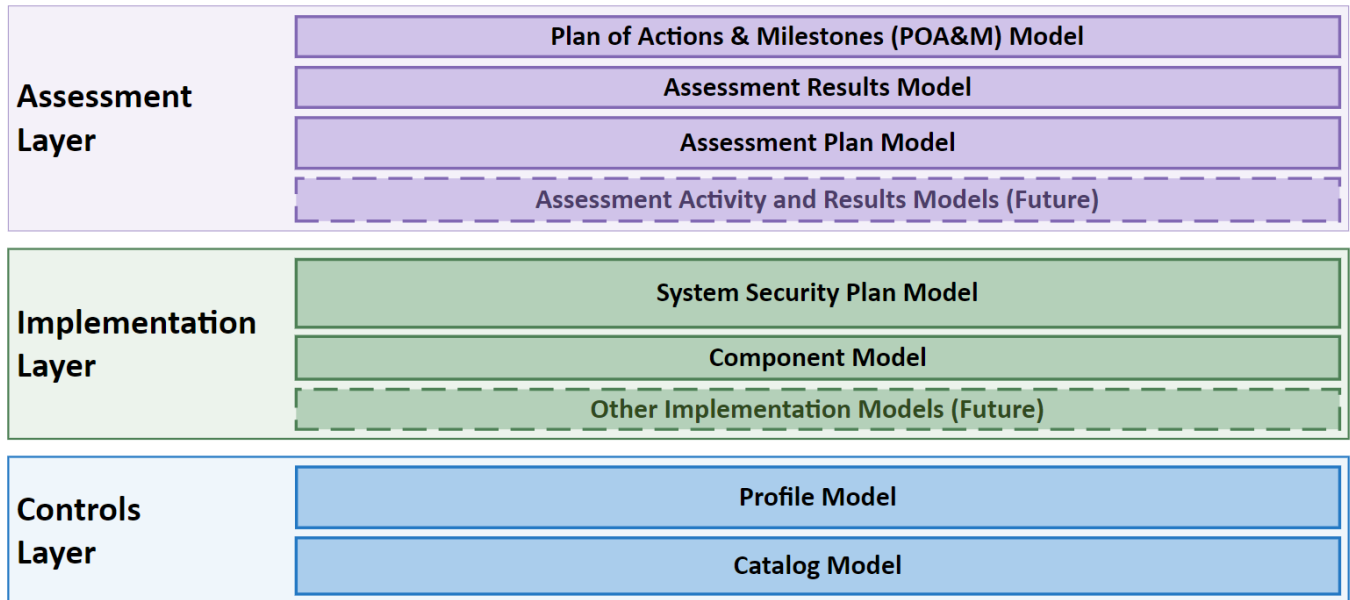 Assessment
Layer
Plan of Actions & Milestones (POA&M) Model
Assessment Results Model
Assessment Plan Model
Assessment Activity and Results Models (Future)
Implementation
Layer
System Security Plan Model
Component Model
Other Implementation Models (Future)
Controls
Layer
Profile Model
Catalog Model